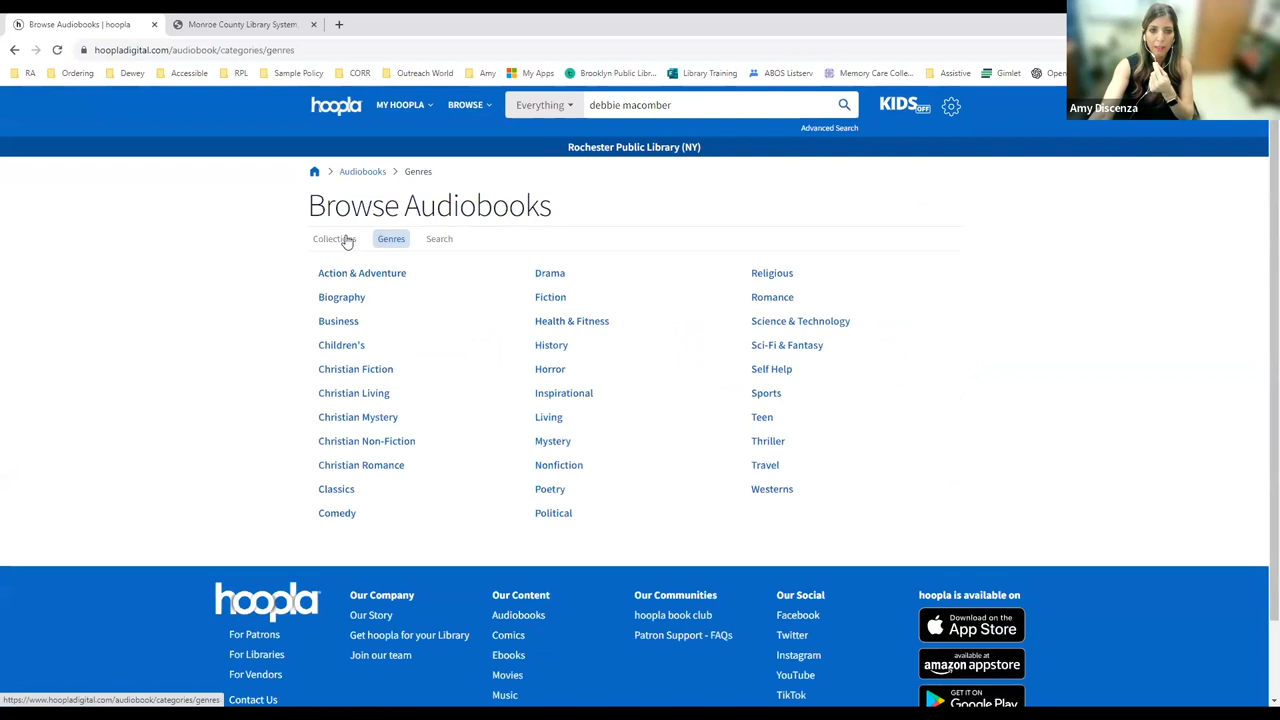 Browse Audiobooks | hoopla
Monroe County Library System
hoopladigital.com/audiobook/categories/genres
RA
Ordering
Dewey
Accessible
RPL
Sample Policy
CORR
Outreach World
Amy
My Apps
Brooklyn Public Libr...
Library Training
ABOS Listserv
Memory Care Colle...
Assistive
Gimlet
Amy Discenza
hoopla
MY HOOPLA
BROWSE
Everything
debbie macomber
KIDS OFF
Advanced Search
Rochester Public Library (NY)
Audiobooks > Genres
Browse Audiobooks
Collections
Genres
Search
Action & Adventure
Biography
Business
Children's
Christian Fiction
Christian Living
Christian Mystery
Christian Non-Fiction
Christian Romance
Classics
Comedy
Drama
Fiction
Health & Fitness
History
Horror
Inspirational
Living
Mystery
Nonfiction
Poetry
Political
Religious
Romance
Science & Technology
Sci-Fi & Fantasy
Self Help
Sports
Teen
Thriller
Travel
Westerns
hoopla
For Patrons
For Libraries
For Vendors
Contact Us
Our Company
Our Story
Get hoopla for your Library
Join our team
Our Content
Audiobooks
Comics
Ebooks
Movies
Music
Our Communities
hoopla book club
Patron Support - FAQs
Our Social
Facebook
Twitter
Instagram
YouTube
TikTok
hoopla is available on
Download on the
App Store
available at
amazon appstore
GET IT ON
Google Play
https://www.hoopladigital.com/audiobook/categories/genres